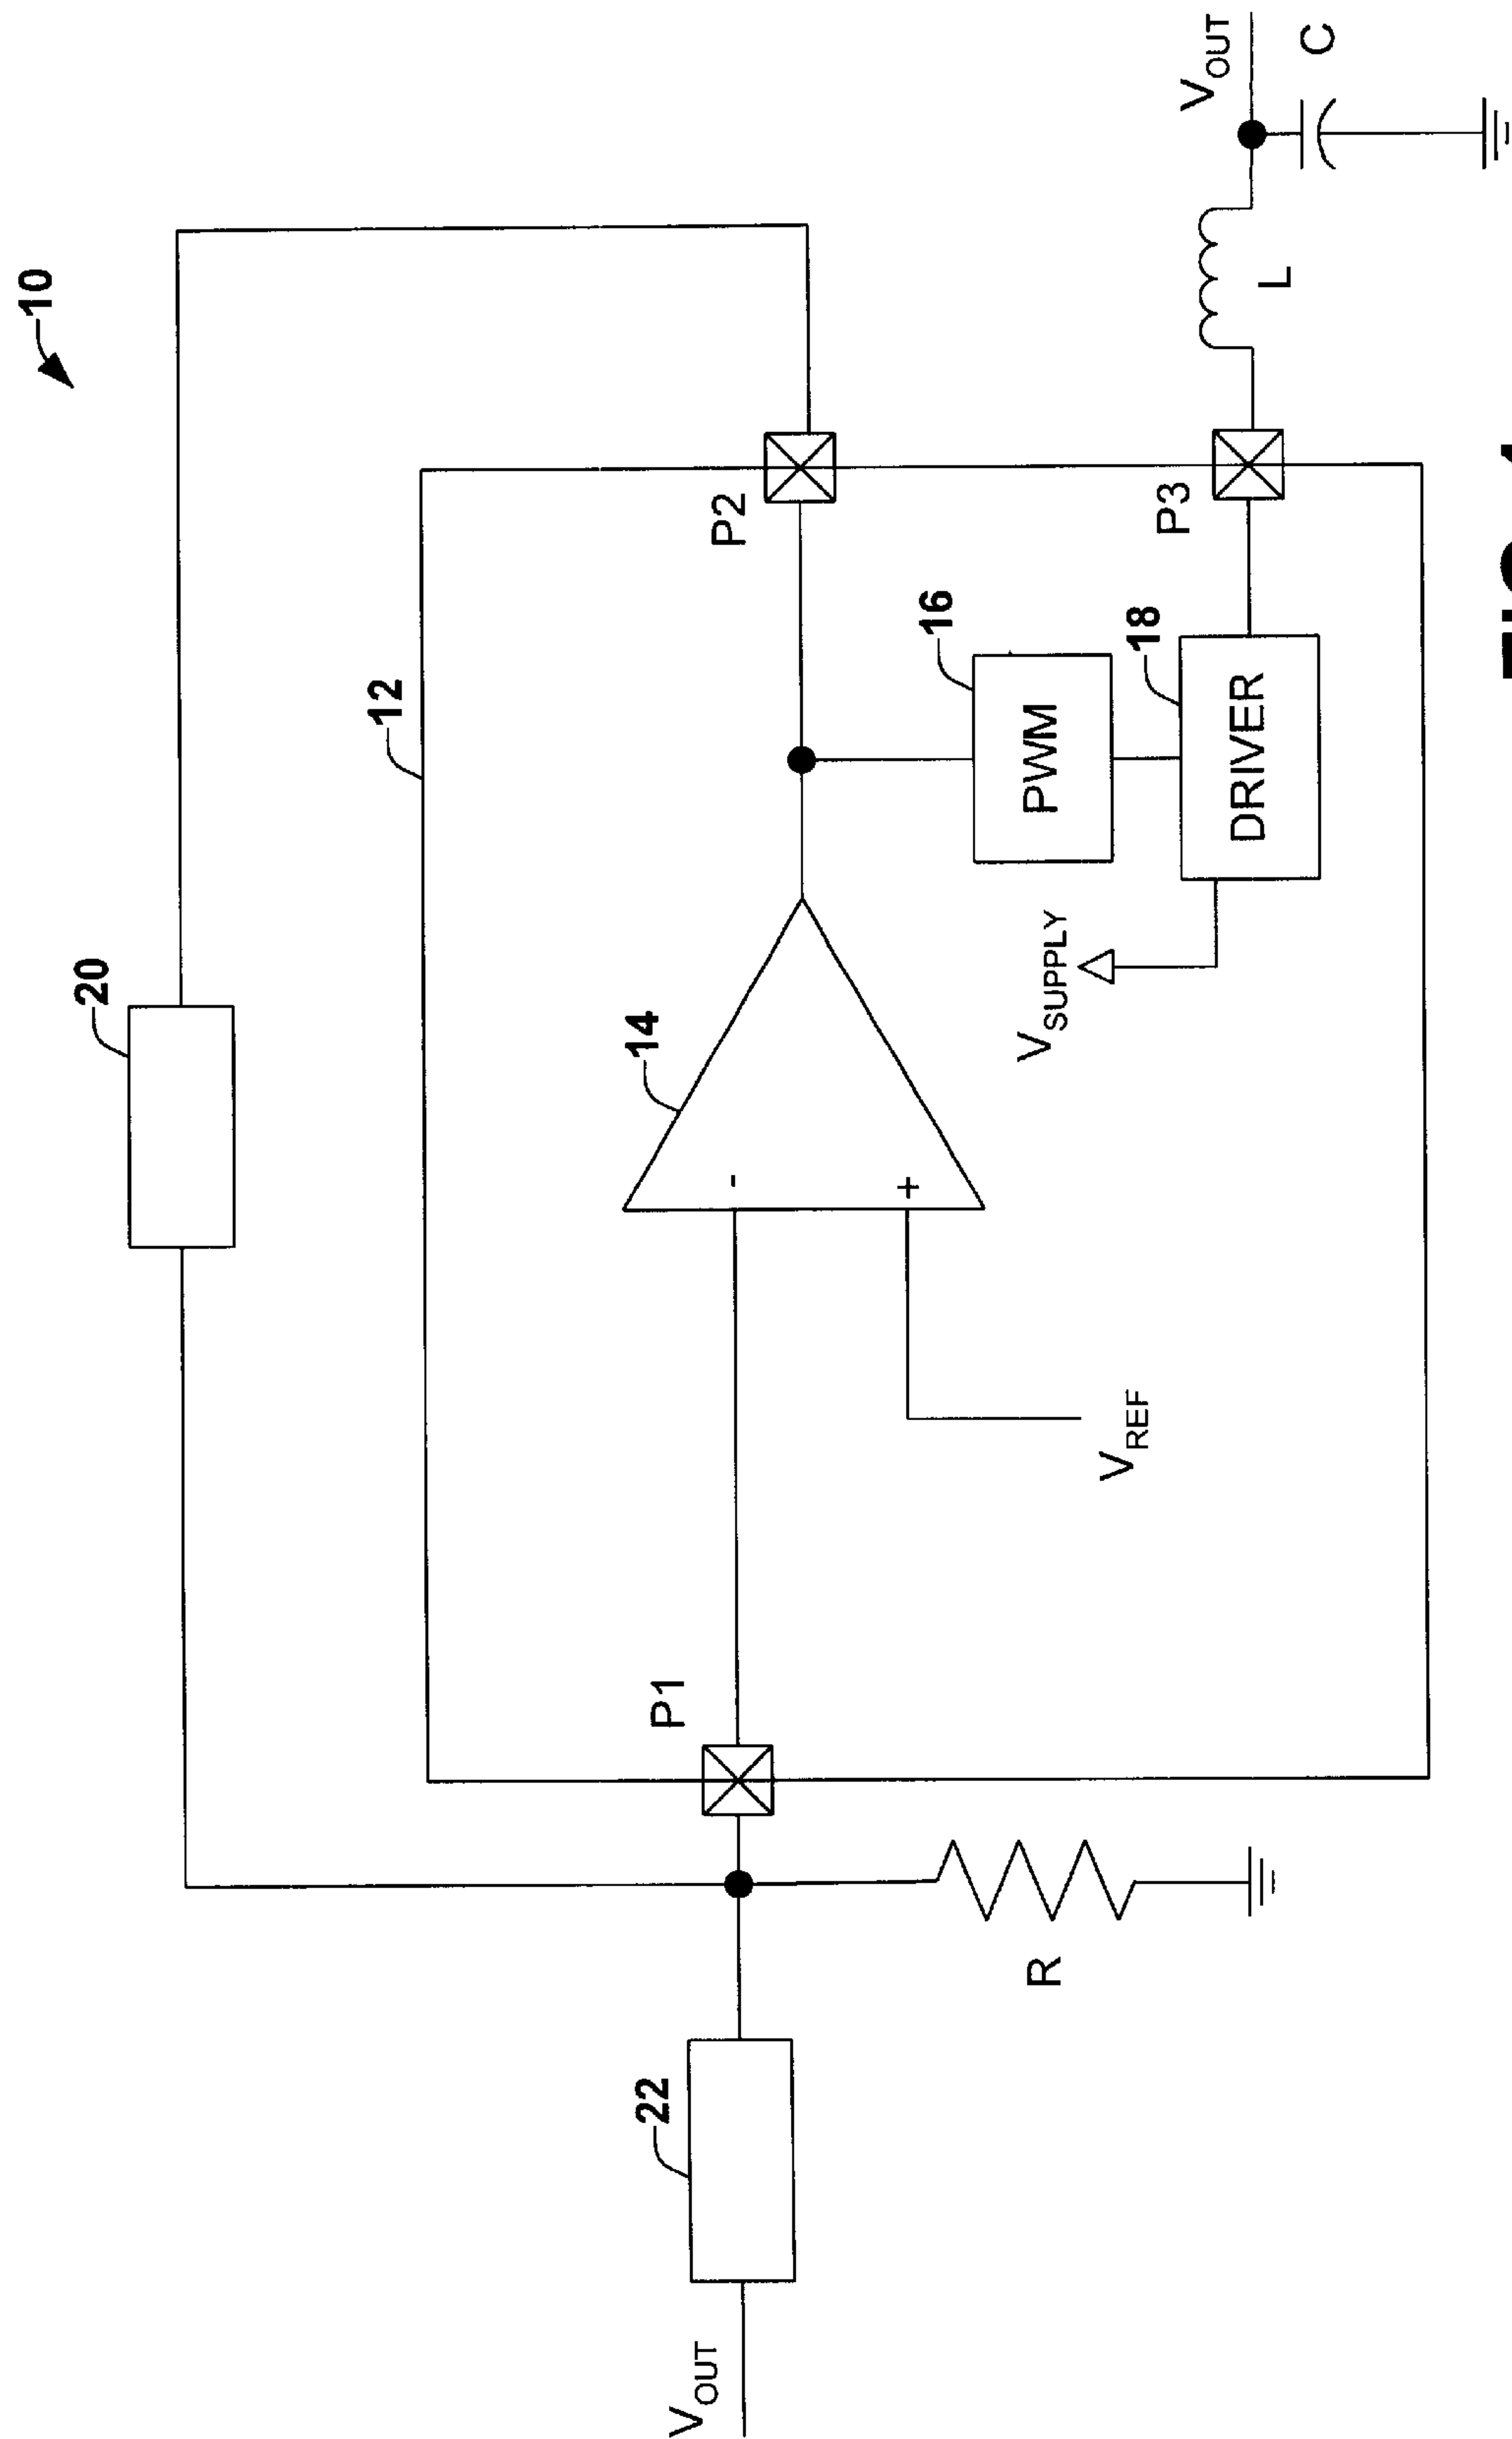 10
20
12
P2
14
-
+
16
PWM
18
DRIVER
V_SUPPLY
P3
L
V_OUT
C
P1
V_REF
22
V_OUT
R